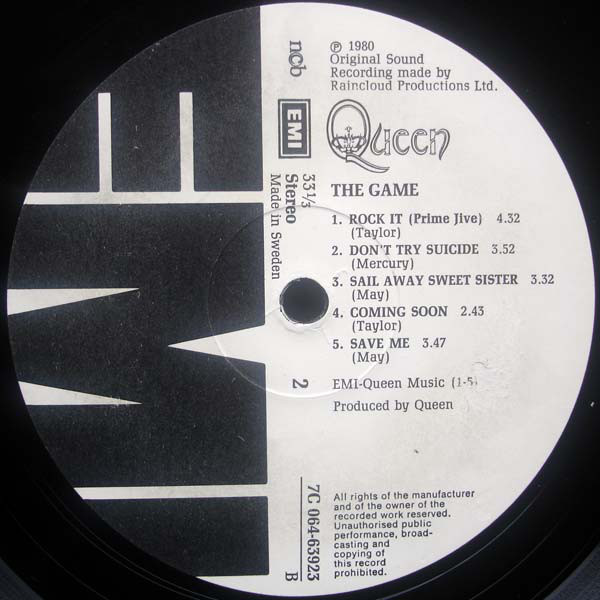 ℗ 1980
Original Sound
Recording made by
Raincloud Productions Ltd.
Queen
THE GAME
1. ROCK IT (Prime Jive) 4.32
(Taylor)
2. DON'T TRY SUICIDE 3.52
(Mercury)
3. SAIL AWAY SWEET SISTER 3.32
(May)
4. COMING SOON 2.43
(Taylor)
5. SAVE ME 3.47
(May)
EMI-Queen Music (1-5)
Produced by Queen
All rights of the manufacturer
and of the owner of the
recorded work reserved.
Unauthorised public
performance, broad-
casting and
copying of
this record
prohibited.
ncb
EMI
33⅓
Stereo
Made in Sweden
2
7C 064-63923
B
EMI